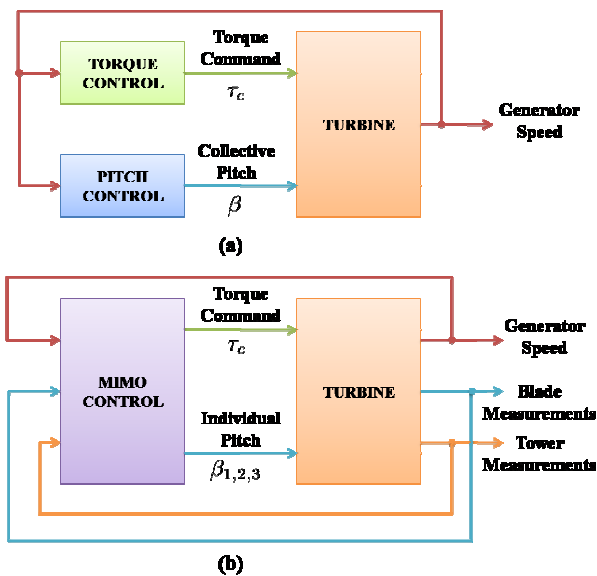 Torque
Command
τc
TORQUE
CONTROL
TURBINE
Generator
Speed
Collective
Pitch
β
PITCH
CONTROL
(a)
Torque
Command
τc
MIMO
CONTROL
TURBINE
Generator
Speed
Blade
Measurements
Individual
Pitch
β1,2,3
Tower
Measurements
(b)